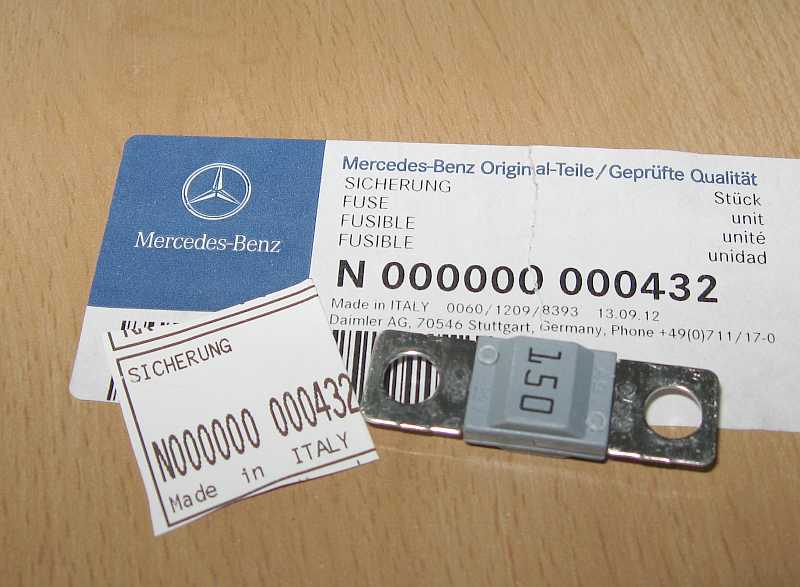 Mercedes-Benz
Mercedes-Benz Original-Teile/Geprüfte Qualität
SICHERUNG Stück
FUSE unit
FUSIBLE unité
FUSIBLE unidad
N 000000 000432
Made in ITALY 0060/1209/8393 13.09.12
Daimler AG, 70546 Stuttgart, Germany, Phone +49(0)711/17-0
SICHERUNG
N000000 000432
Made in ITALY
150